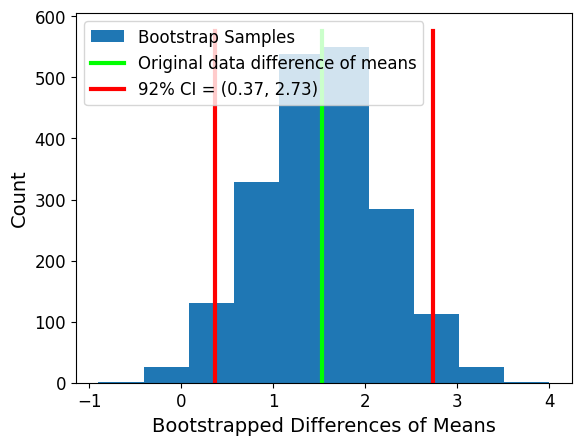 Bootstrap Samples
Original data difference of means
92% CI = (0.37, 2.73)
600
500
400
300
200
100
0
Count
−1 0 1 2 3 4
Bootstrapped Differences of Means